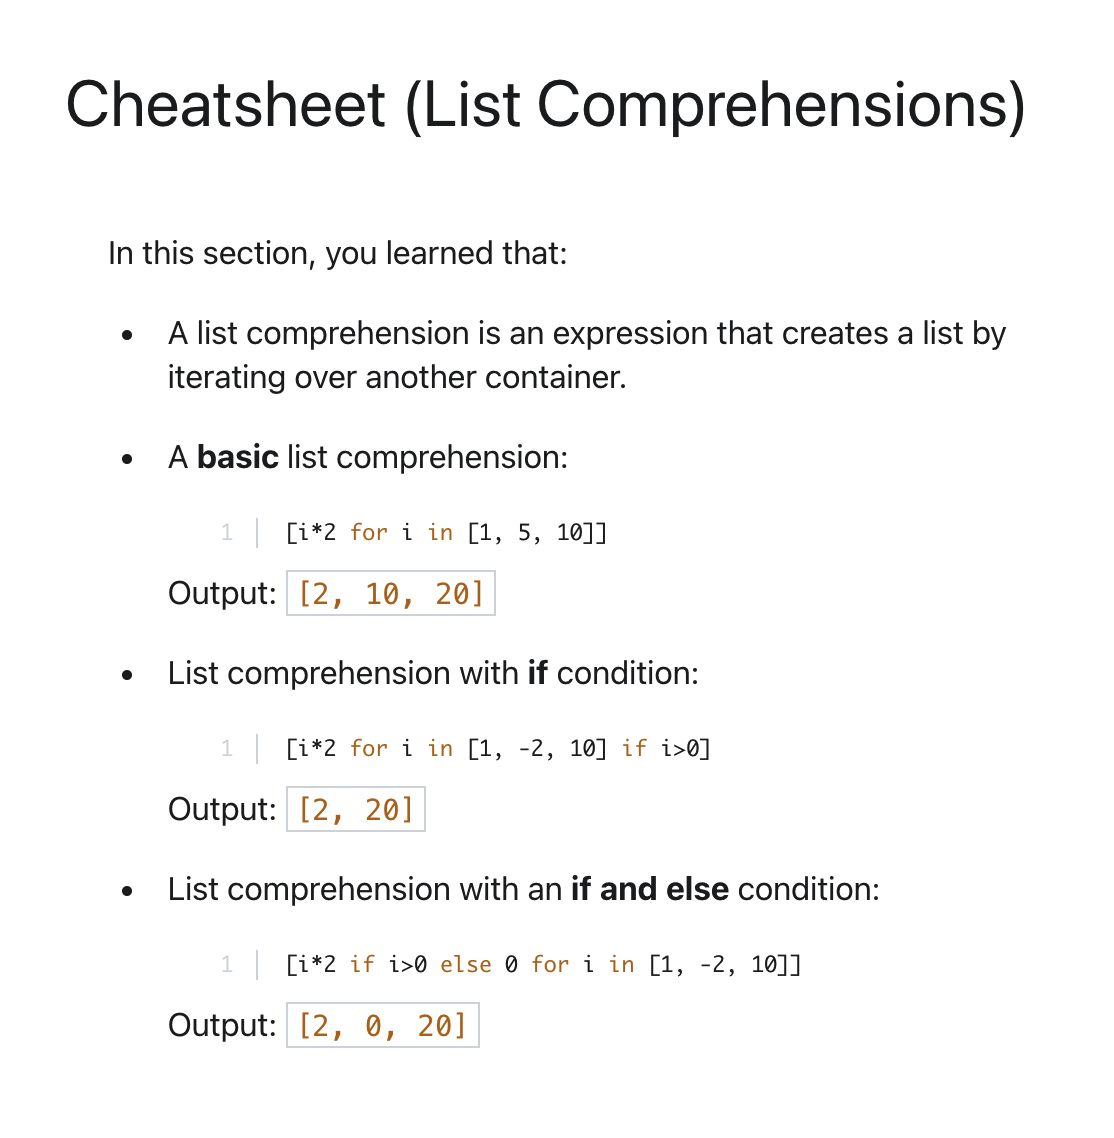 Cheatsheet (List Comprehensions)
In this section, you learned that:
• A list comprehension is an expression that creates a list by
iterating over another container.
• A basic list comprehension:
1 [i*2 for i in [1, 5, 10]]
Output: [2, 10, 20]
• List comprehension with if condition:
1 [i*2 for i in [1, -2, 10] if i>0]
Output: [2, 20]
• List comprehension with an if and else condition:
1 [i*2 if i>0 else 0 for i in [1, -2, 10]]
Output: [2, 0, 20]